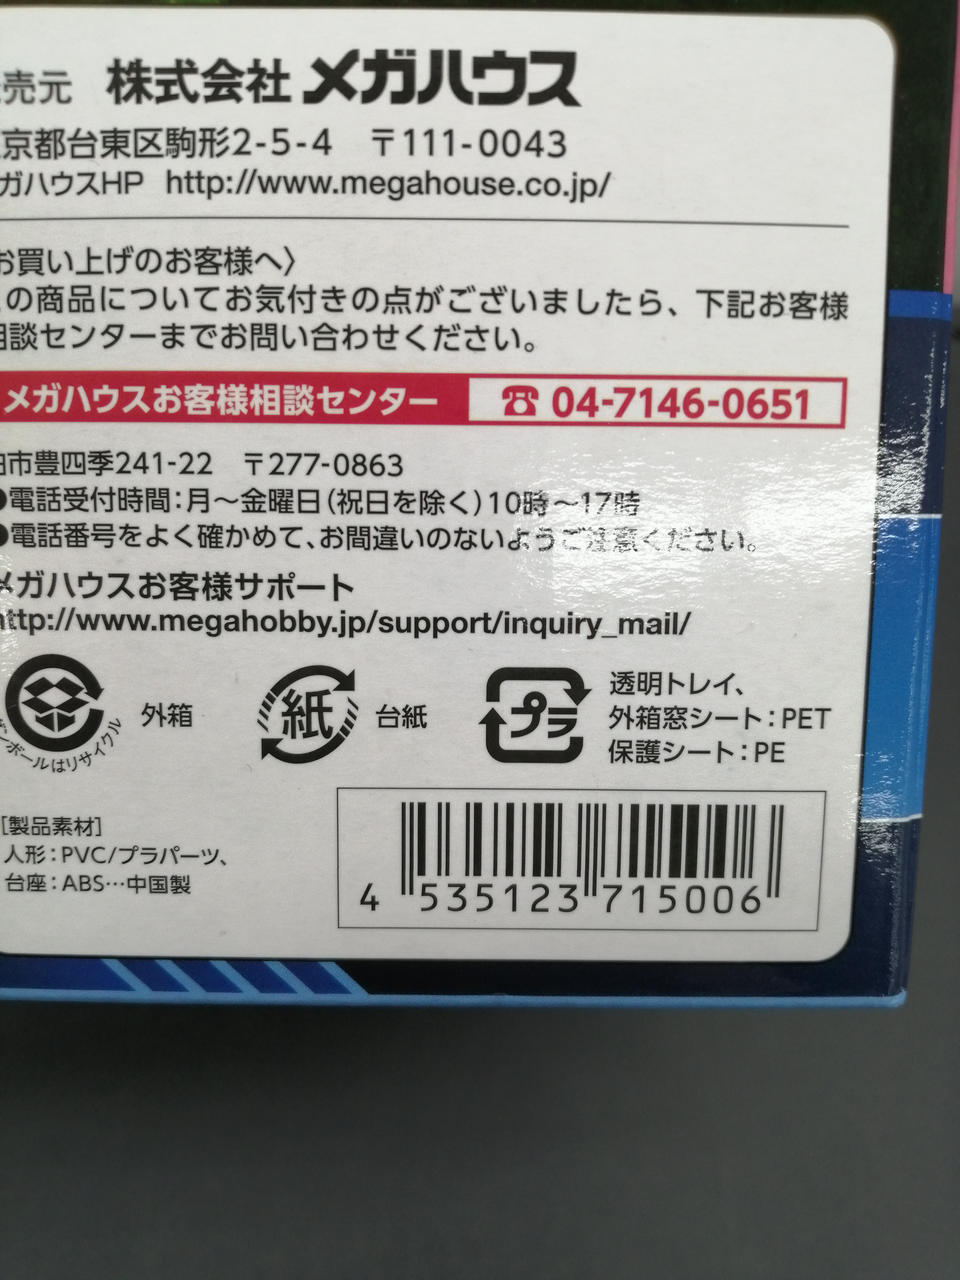 売元 株式会社 メガハウス
京都台東区駒形2-5-4 〒111-0043
ガハウスHP http://www.megahouse.co.jp/
お買い上げのお客様へ〉
の商品についてお気付きの点がございましたら、下記お客様
相談センターまでお問い合わせください。
メガハウスお客様相談センター ☎04-7146-0651
市豊四季241-22 〒277-0863
●電話受付時間:月〜金曜日(祝日を除く)10時〜17時
●電話番号をよく確かめて、お間違いのないようご注意ください。
メガハウスお客様サポート
http://www.megahobby.jp/support/inquiry_mail/
ボールはリサイクル
外箱
紙
台紙
プラ
透明トレイ、
外箱窓シート:PET
保護シート:PE
[製品素材]
人形:PVC/プラパーツ、
台座:ABS…中国製
4 535123 715006